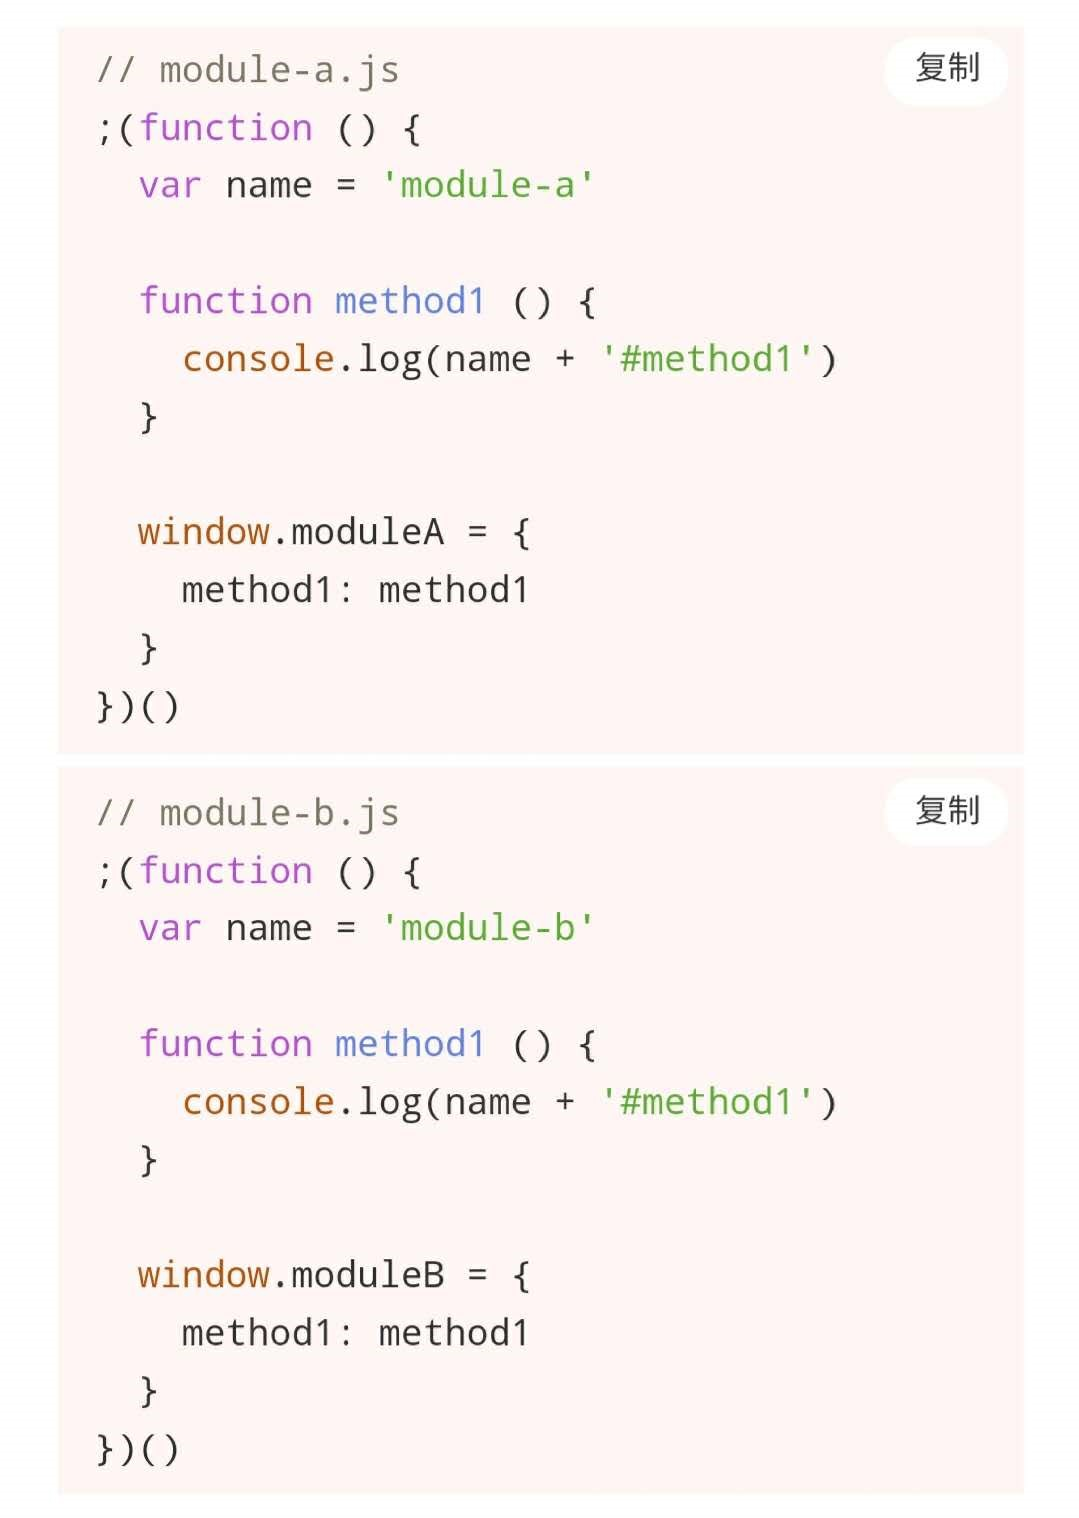 // module-a.js
复制
;(function () {
  var name = 'module-a'

  function method1 () {
    console.log(name + '#method1')
  }

  window.moduleA = {
    method1: method1
  }
})()
// module-b.js
复制
;(function () {
  var name = 'module-b'

  function method1 () {
    console.log(name + '#method1')
  }

  window.moduleB = {
    method1: method1
  }
})()